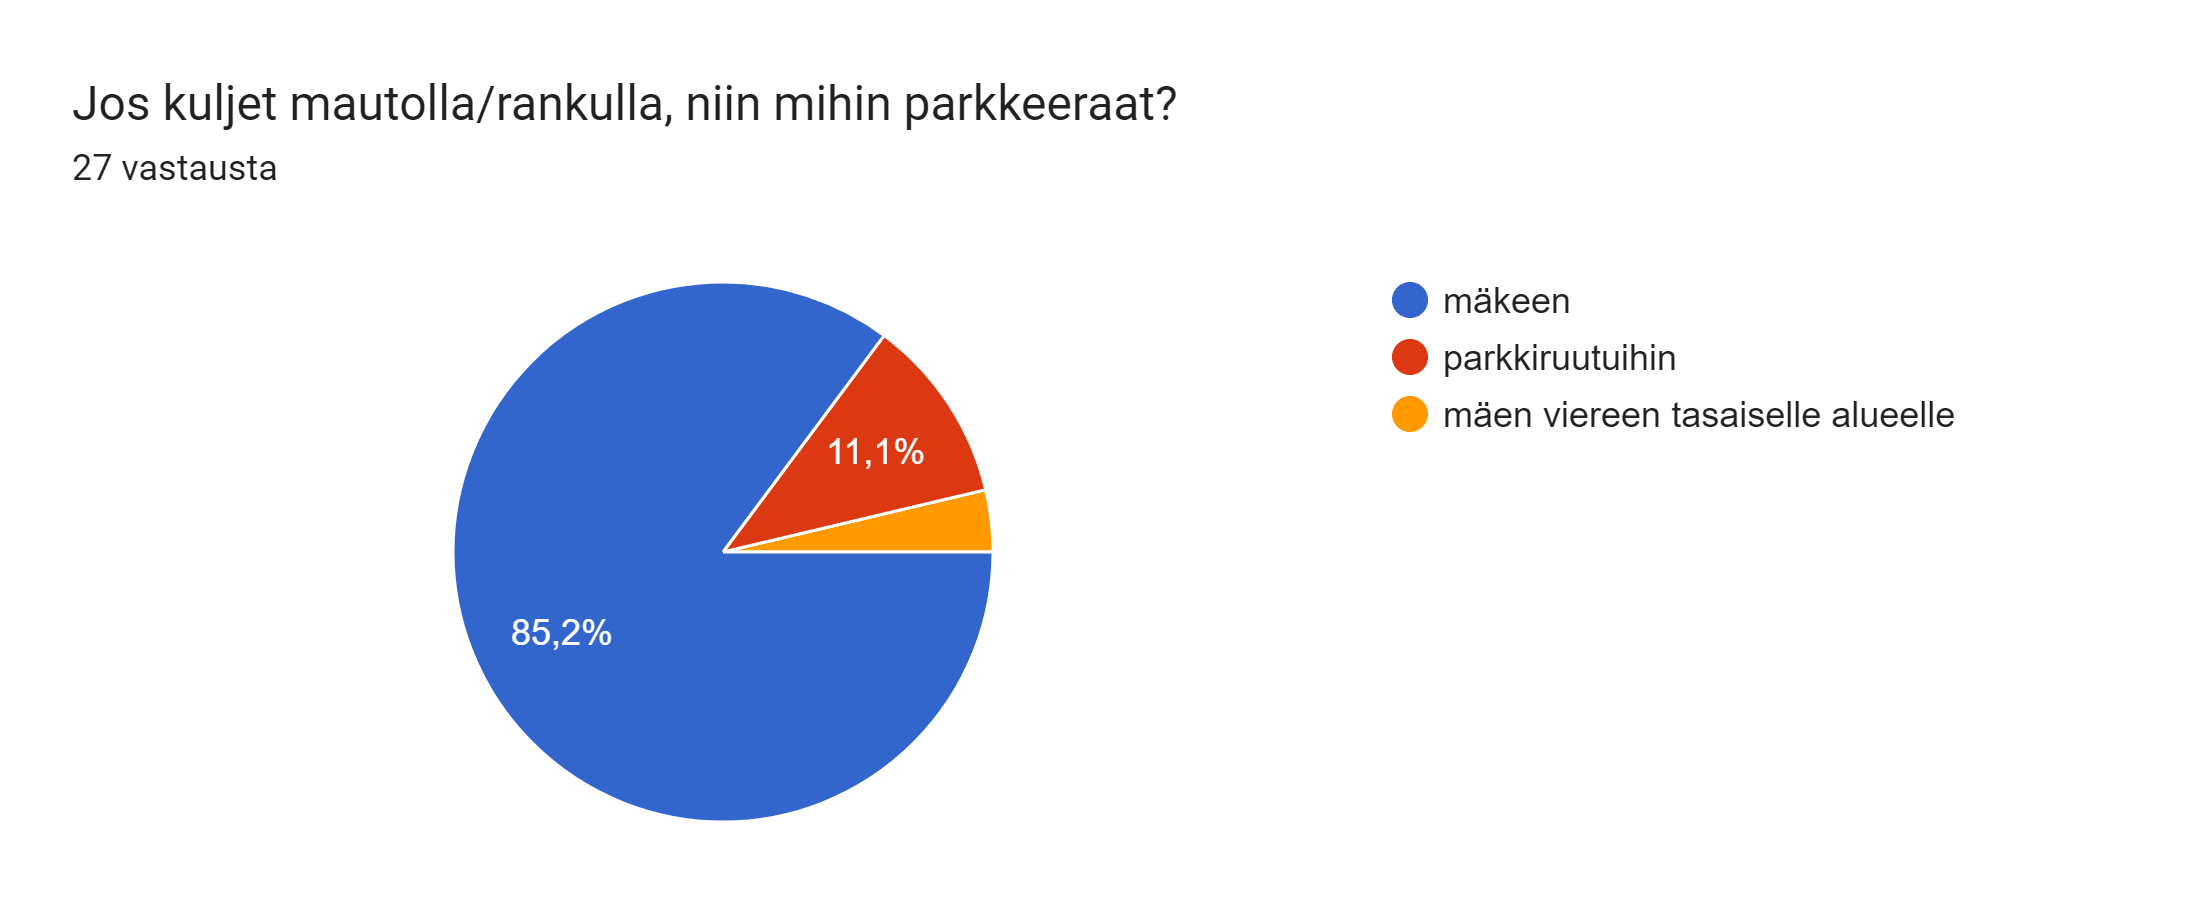 Jos kuljet mautolla/rankulla, niin mihin parkkeeraat?
27 vastausta
mäkeen
parkkiruutuihin
mäen viereen tasaiselle alueelle
11,1%
85,2%